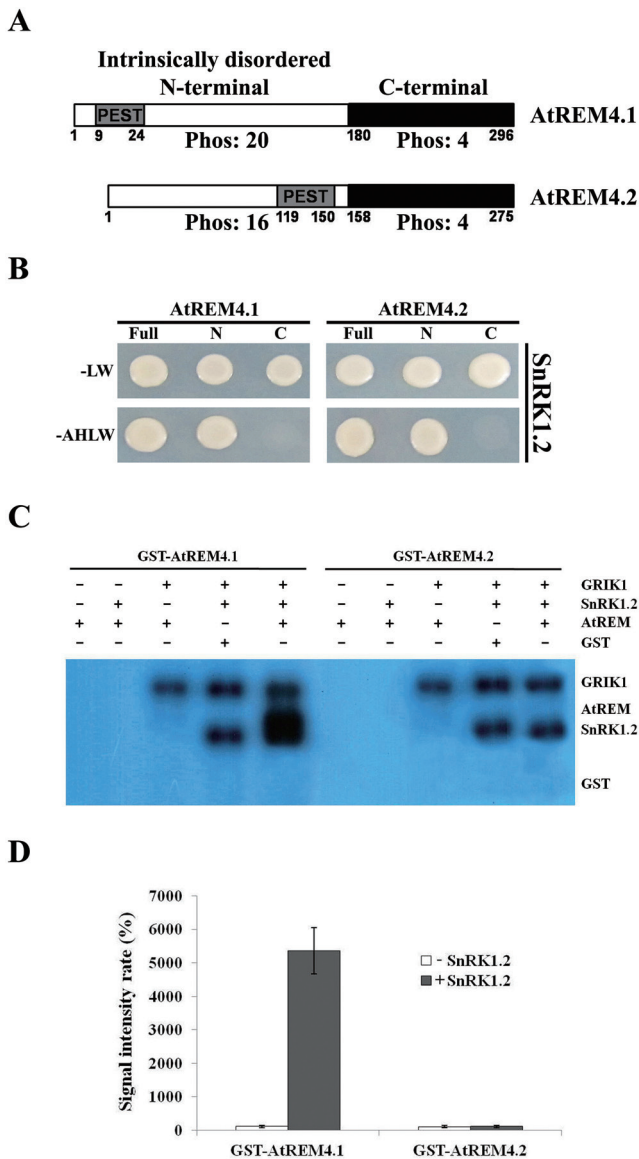 A
Intrinsically disordered
N-terminal C-terminal
PEST AtREM4.1
1 9 24 Phos: 20 180 Phos: 4 296
PEST AtREM4.2
1 Phos: 16 119 150 158 Phos: 4 275
B
AtREM4.1 AtREM4.2
Full N C Full N C
-LW
-AHLW
SnRK1.2
C
GST-AtREM4.1 GST-AtREM4.2
- - + + + - - + + + GRIK1
- + - + + - + - + + SnRK1.2
+ + + - + + + + - + AtREM
- - - + - - - - + - GST
GRIK1
AtREM
SnRK1.2
GST
D
Signal intensity rate (%)
7000
6000
5000
4000
3000
2000
1000
0
- SnRK1.2
+ SnRK1.2
GST-AtREM4.1 GST-AtREM4.2